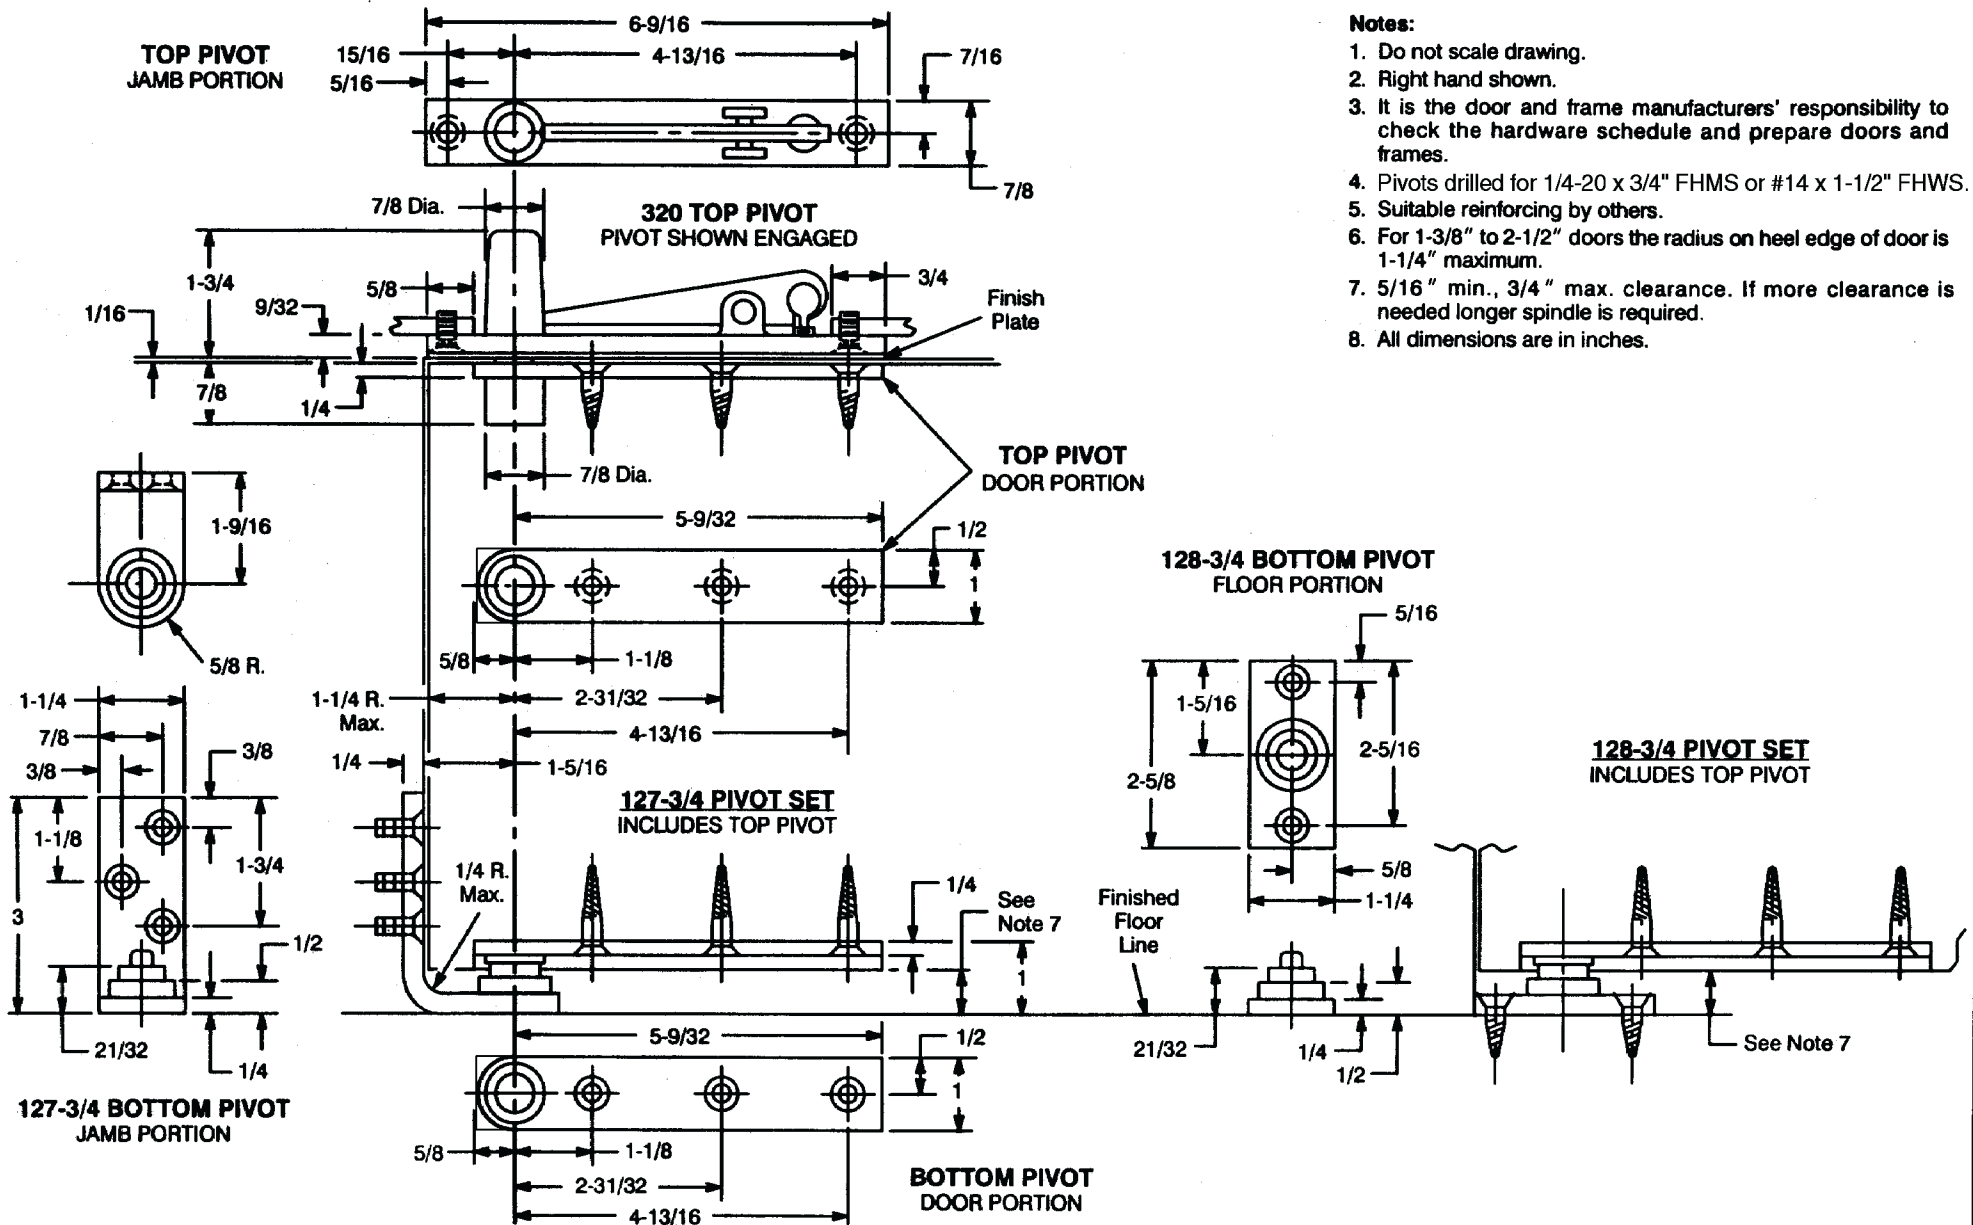 TOP PIVOT
JAMB PORTION
6-9/16
15/16
4-13/16
7/16
5/16
7/8
7/8 Dia.
320 TOP PIVOT
PIVOT SHOWN ENGAGED
1-3/4
5/8
3/4
1/16
9/32
Finish
Plate
7/8
1/4
7/8 Dia.
TOP PIVOT
DOOR PORTION
1-9/16
5/8 R.
5-9/32
1/2
1
5/8
1-1/8
1-1/4 R.
Max.
2-31/32
4-13/16
1/4
1-5/16
1-1/4
7/8
3/8
3/8
1-1/8
1-3/4
3
1/2
21/32
1/4
127-3/4 BOTTOM PIVOT
JAMB PORTION
127-3/4 PIVOT SET
INCLUDES TOP PIVOT
1/4 R.
Max.
1/4
See
Note 7
1
5-9/32
1/2
1
5/8
1-1/8
2-31/32
4-13/16
BOTTOM PIVOT
DOOR PORTION
Notes:
1. Do not scale drawing.
2. Right hand shown.
3. It is the door and frame manufacturers' responsibility to
check the hardware schedule and prepare doors and
frames.
4. Pivots drilled for 1/4-20 x 3/4" FHMS or #14 x 1-1/2" FHWS.
5. Suitable reinforcing by others.
6. For 1-3/8" to 2-1/2" doors the radius on heel edge of door is
1-1/4" maximum.
7. 5/16" min., 3/4" max. clearance. If more clearance is
needed longer spindle is required.
8. All dimensions are in inches.
128-3/4 BOTTOM PIVOT
FLOOR PORTION
5/16
1-5/16
2-5/16
2-5/8
5/8
1-1/4
Finished
Floor
Line
21/32
1/4
1/2
128-3/4 PIVOT SET
INCLUDES TOP PIVOT
See Note 7